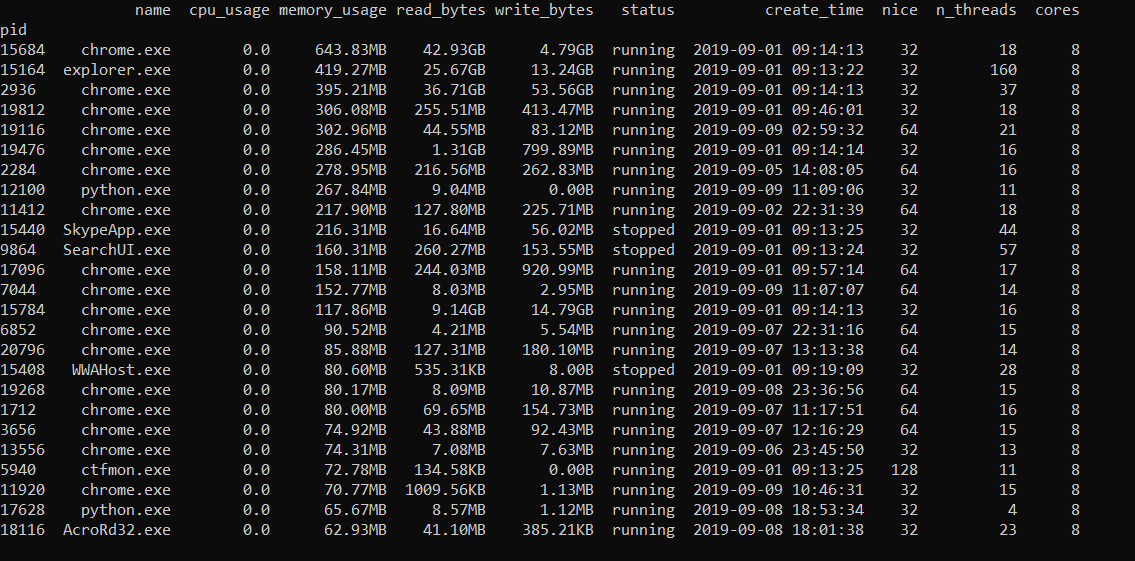 name cpu_usage memory_usage read_bytes write_bytes status create_time nice n_threads cores
pid
15684 chrome.exe 0.0 643.83MB 42.93GB 4.79GB running 2019-09-01 09:14:13 32 18 8
15164 explorer.exe 0.0 419.27MB 25.67GB 13.24GB running 2019-09-01 09:13:22 32 160 8
2936 chrome.exe 0.0 395.21MB 36.71GB 53.56GB running 2019-09-01 09:14:13 32 37 8
19812 chrome.exe 0.0 306.08MB 255.51MB 413.47MB running 2019-09-01 09:46:01 32 18 8
19116 chrome.exe 0.0 302.96MB 44.55MB 83.12MB running 2019-09-09 02:59:32 64 21 8
19476 chrome.exe 0.0 286.45MB 1.31GB 799.89MB running 2019-09-01 09:14:14 32 16 8
2284 chrome.exe 0.0 278.95MB 216.56MB 262.83MB running 2019-09-05 14:08:05 64 16 8
12100 python.exe 0.0 267.84MB 9.04MB 0.00B running 2019-09-09 11:09:06 32 11 8
11412 chrome.exe 0.0 217.90MB 127.80MB 225.71MB running 2019-09-02 22:31:39 64 18 8
15440 SkypeApp.exe 0.0 216.31MB 16.64MB 56.02MB stopped 2019-09-01 09:13:25 32 44 8
9864 SearchUI.exe 0.0 160.31MB 260.27MB 153.55MB stopped 2019-09-01 09:13:24 32 57 8
17096 chrome.exe 0.0 158.11MB 244.03MB 920.99MB running 2019-09-01 09:57:14 64 17 8
7044 chrome.exe 0.0 152.77MB 8.03MB 2.95MB running 2019-09-09 11:07:07 64 14 8
15784 chrome.exe 0.0 117.86MB 9.14GB 14.79GB running 2019-09-01 09:14:13 32 16 8
6852 chrome.exe 0.0 90.52MB 4.21MB 5.54MB running 2019-09-07 22:31:16 64 15 8
20796 chrome.exe 0.0 85.88MB 127.31MB 180.10MB running 2019-09-07 13:13:38 64 14 8
15408 WWAHost.exe 0.0 80.60MB 535.31KB 8.00B stopped 2019-09-01 09:19:09 32 28 8
19268 chrome.exe 0.0 80.17MB 8.09MB 10.87MB running 2019-09-08 23:36:56 64 15 8
1712 chrome.exe 0.0 80.00MB 69.65MB 154.73MB running 2019-09-07 11:17:51 64 16 8
3656 chrome.exe 0.0 74.92MB 43.88MB 92.43MB running 2019-09-07 12:16:29 64 15 8
13556 chrome.exe 0.0 74.31MB 7.08MB 7.63MB running 2019-09-06 23:45:50 32 13 8
5940 ctfmon.exe 0.0 72.78MB 134.58KB 0.00B running 2019-09-01 09:13:25 128 11 8
11920 chrome.exe 0.0 70.77MB 1009.56KB 1.13MB running 2019-09-09 10:46:31 32 15 8
17628 python.exe 0.0 65.67MB 8.57MB 1.12MB running 2019-09-08 18:53:34 32 4 8
18116 AcroRd32.exe 0.0 62.93MB 41.10MB 385.21KB running 2019-09-08 18:01:38 32 23 8